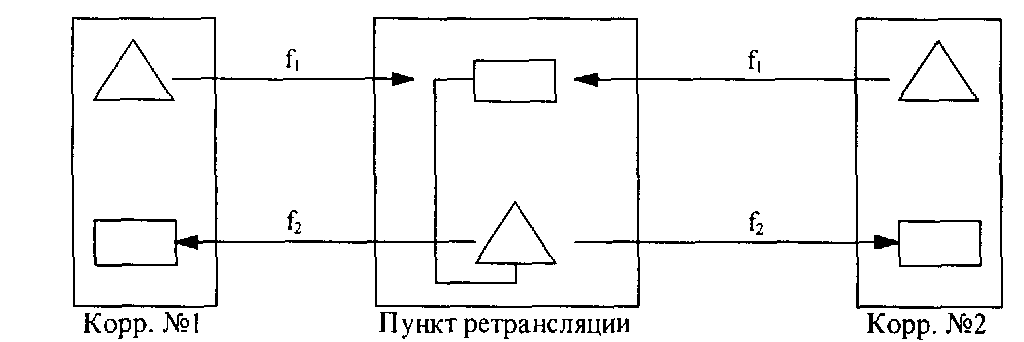 f₁
f₁
f₂
f₂
Корр. №1
Пункт ретрансляции
Корр. №2